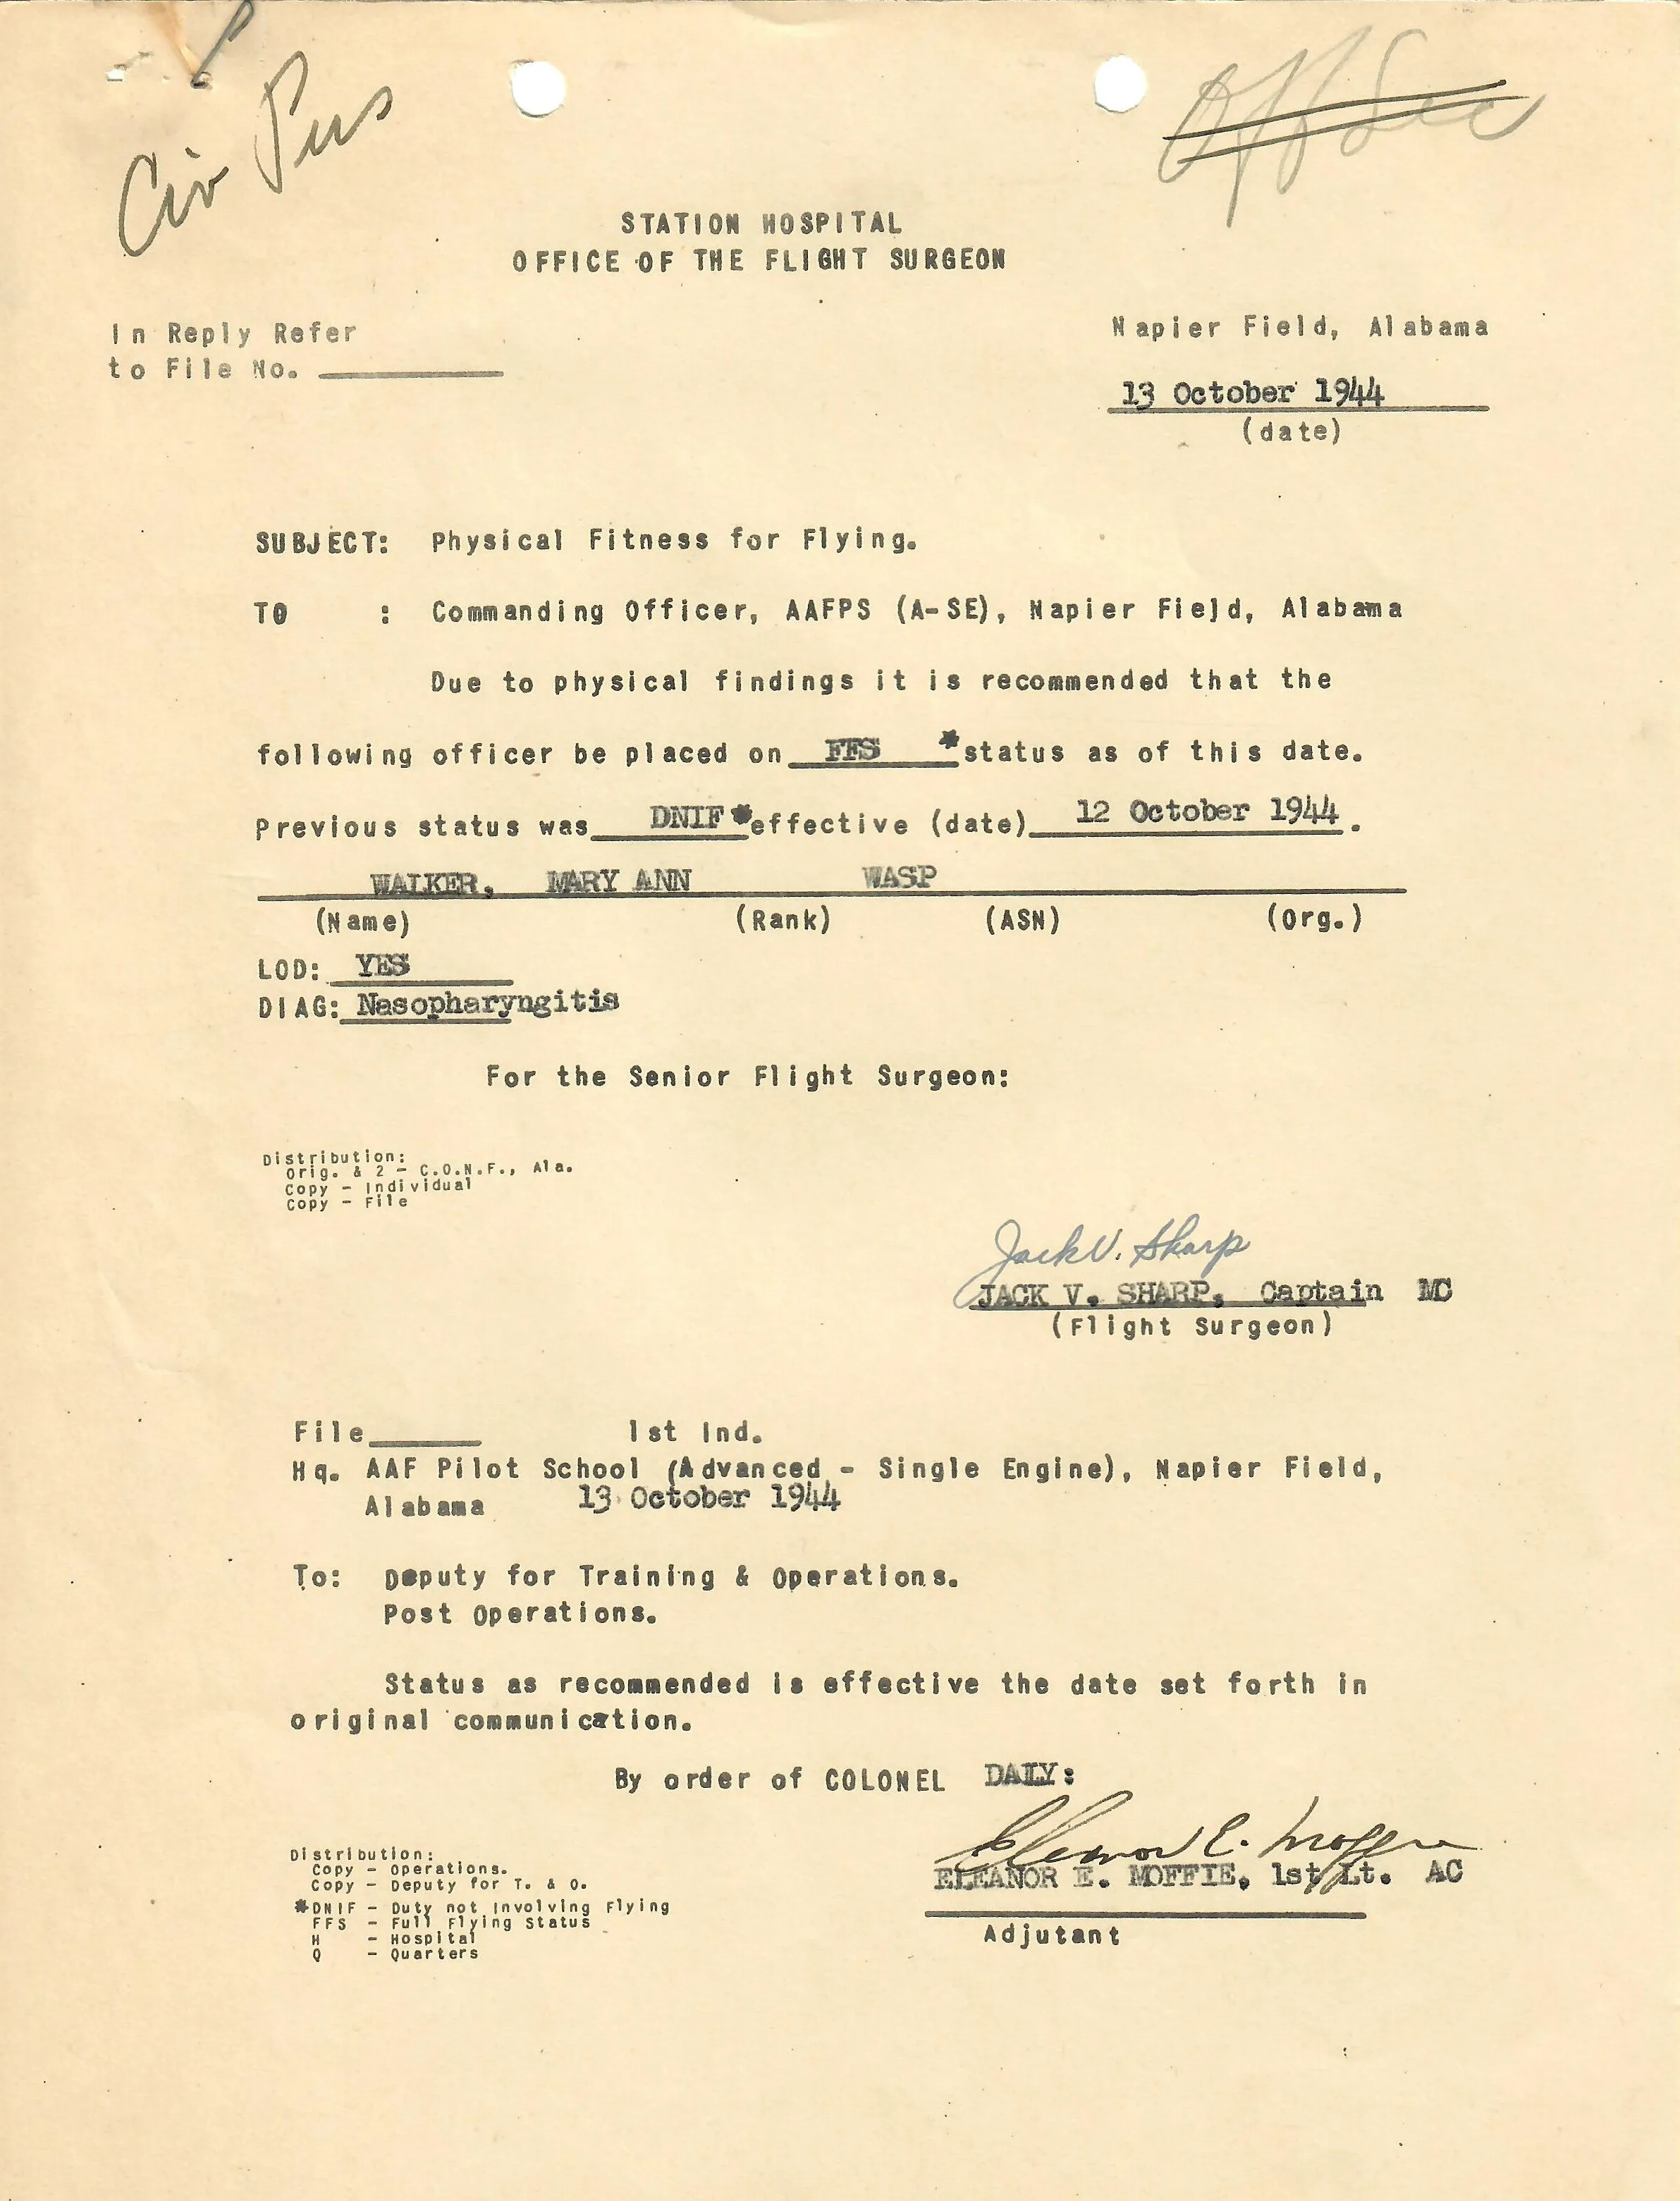 Civ Pers
Off Sec
STATION HOSPITAL
OFFICE OF THE FLIGHT SURGEON
In Reply Refer
to File No.
Napier Field, Alabama
13 October 1944
(date)
SUBJECT: Physical Fitness for Flying.
TO : Commanding Officer, AAFPS (A-SE), Napier Field, Alabama
Due to physical findings it is recommended that the
following officer be placed on FFS *status as of this date.
Previous status was DNIF *effective (date) 12 October 1944.
WALKER, MARY ANN WASP
(Name) (Rank) (ASN) (Org.)
LOD: YES
DIAG: Nasopharyngitis
For the Senior Flight Surgeon:
Distribution:
Orig. & 2 - C.O.N.F., Ala.
Copy - Individual
Copy - File
Jack V. Sharp
JACK V. SHARP, Captain MC
(Flight Surgeon)
File 1st Ind.
Hq. AAF Pilot School (Advanced - Single Engine), Napier Field,
Alabama 13 October 1944
To: Deputy for Training & Operations.
Post Operations.
Status as recommended is effective the date set forth in
original communication.
By order of COLONEL DALY:
Eleanor E. Moffie
ELEANOR E. MOFFIE, 1st Lt. AC
Adjutant
Distribution:
Copy - Operations.
Copy - Deputy for T. & O.
*DNIF - Duty not Involving Flying
FFS - Full Flying Status
H - Hospital
Q - Quarters